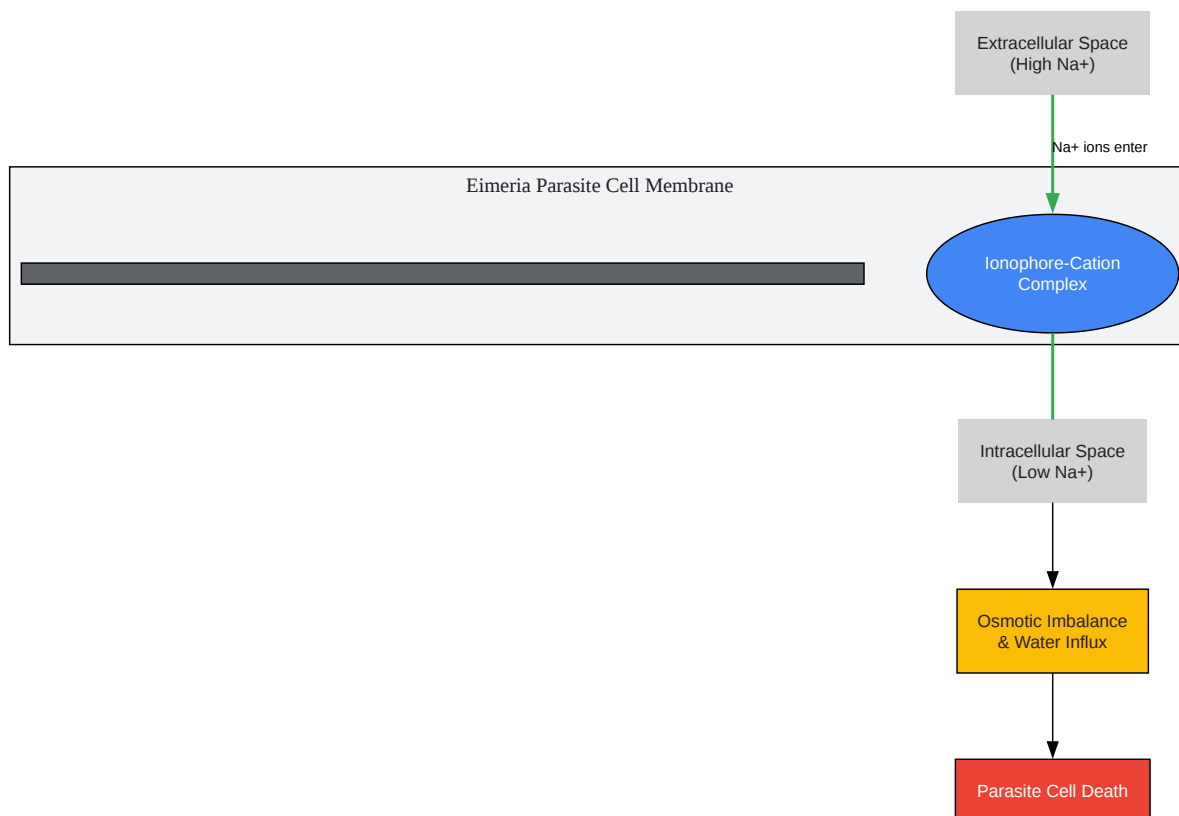 Extracellular Space
(High Na+)
Na+ ions enter
Eimeria Parasite Cell Membrane
Ionophore-Cation
Complex
Intracellular Space
(Low Na+)
Osmotic Imbalance
& Water Influx
Parasite Cell Death